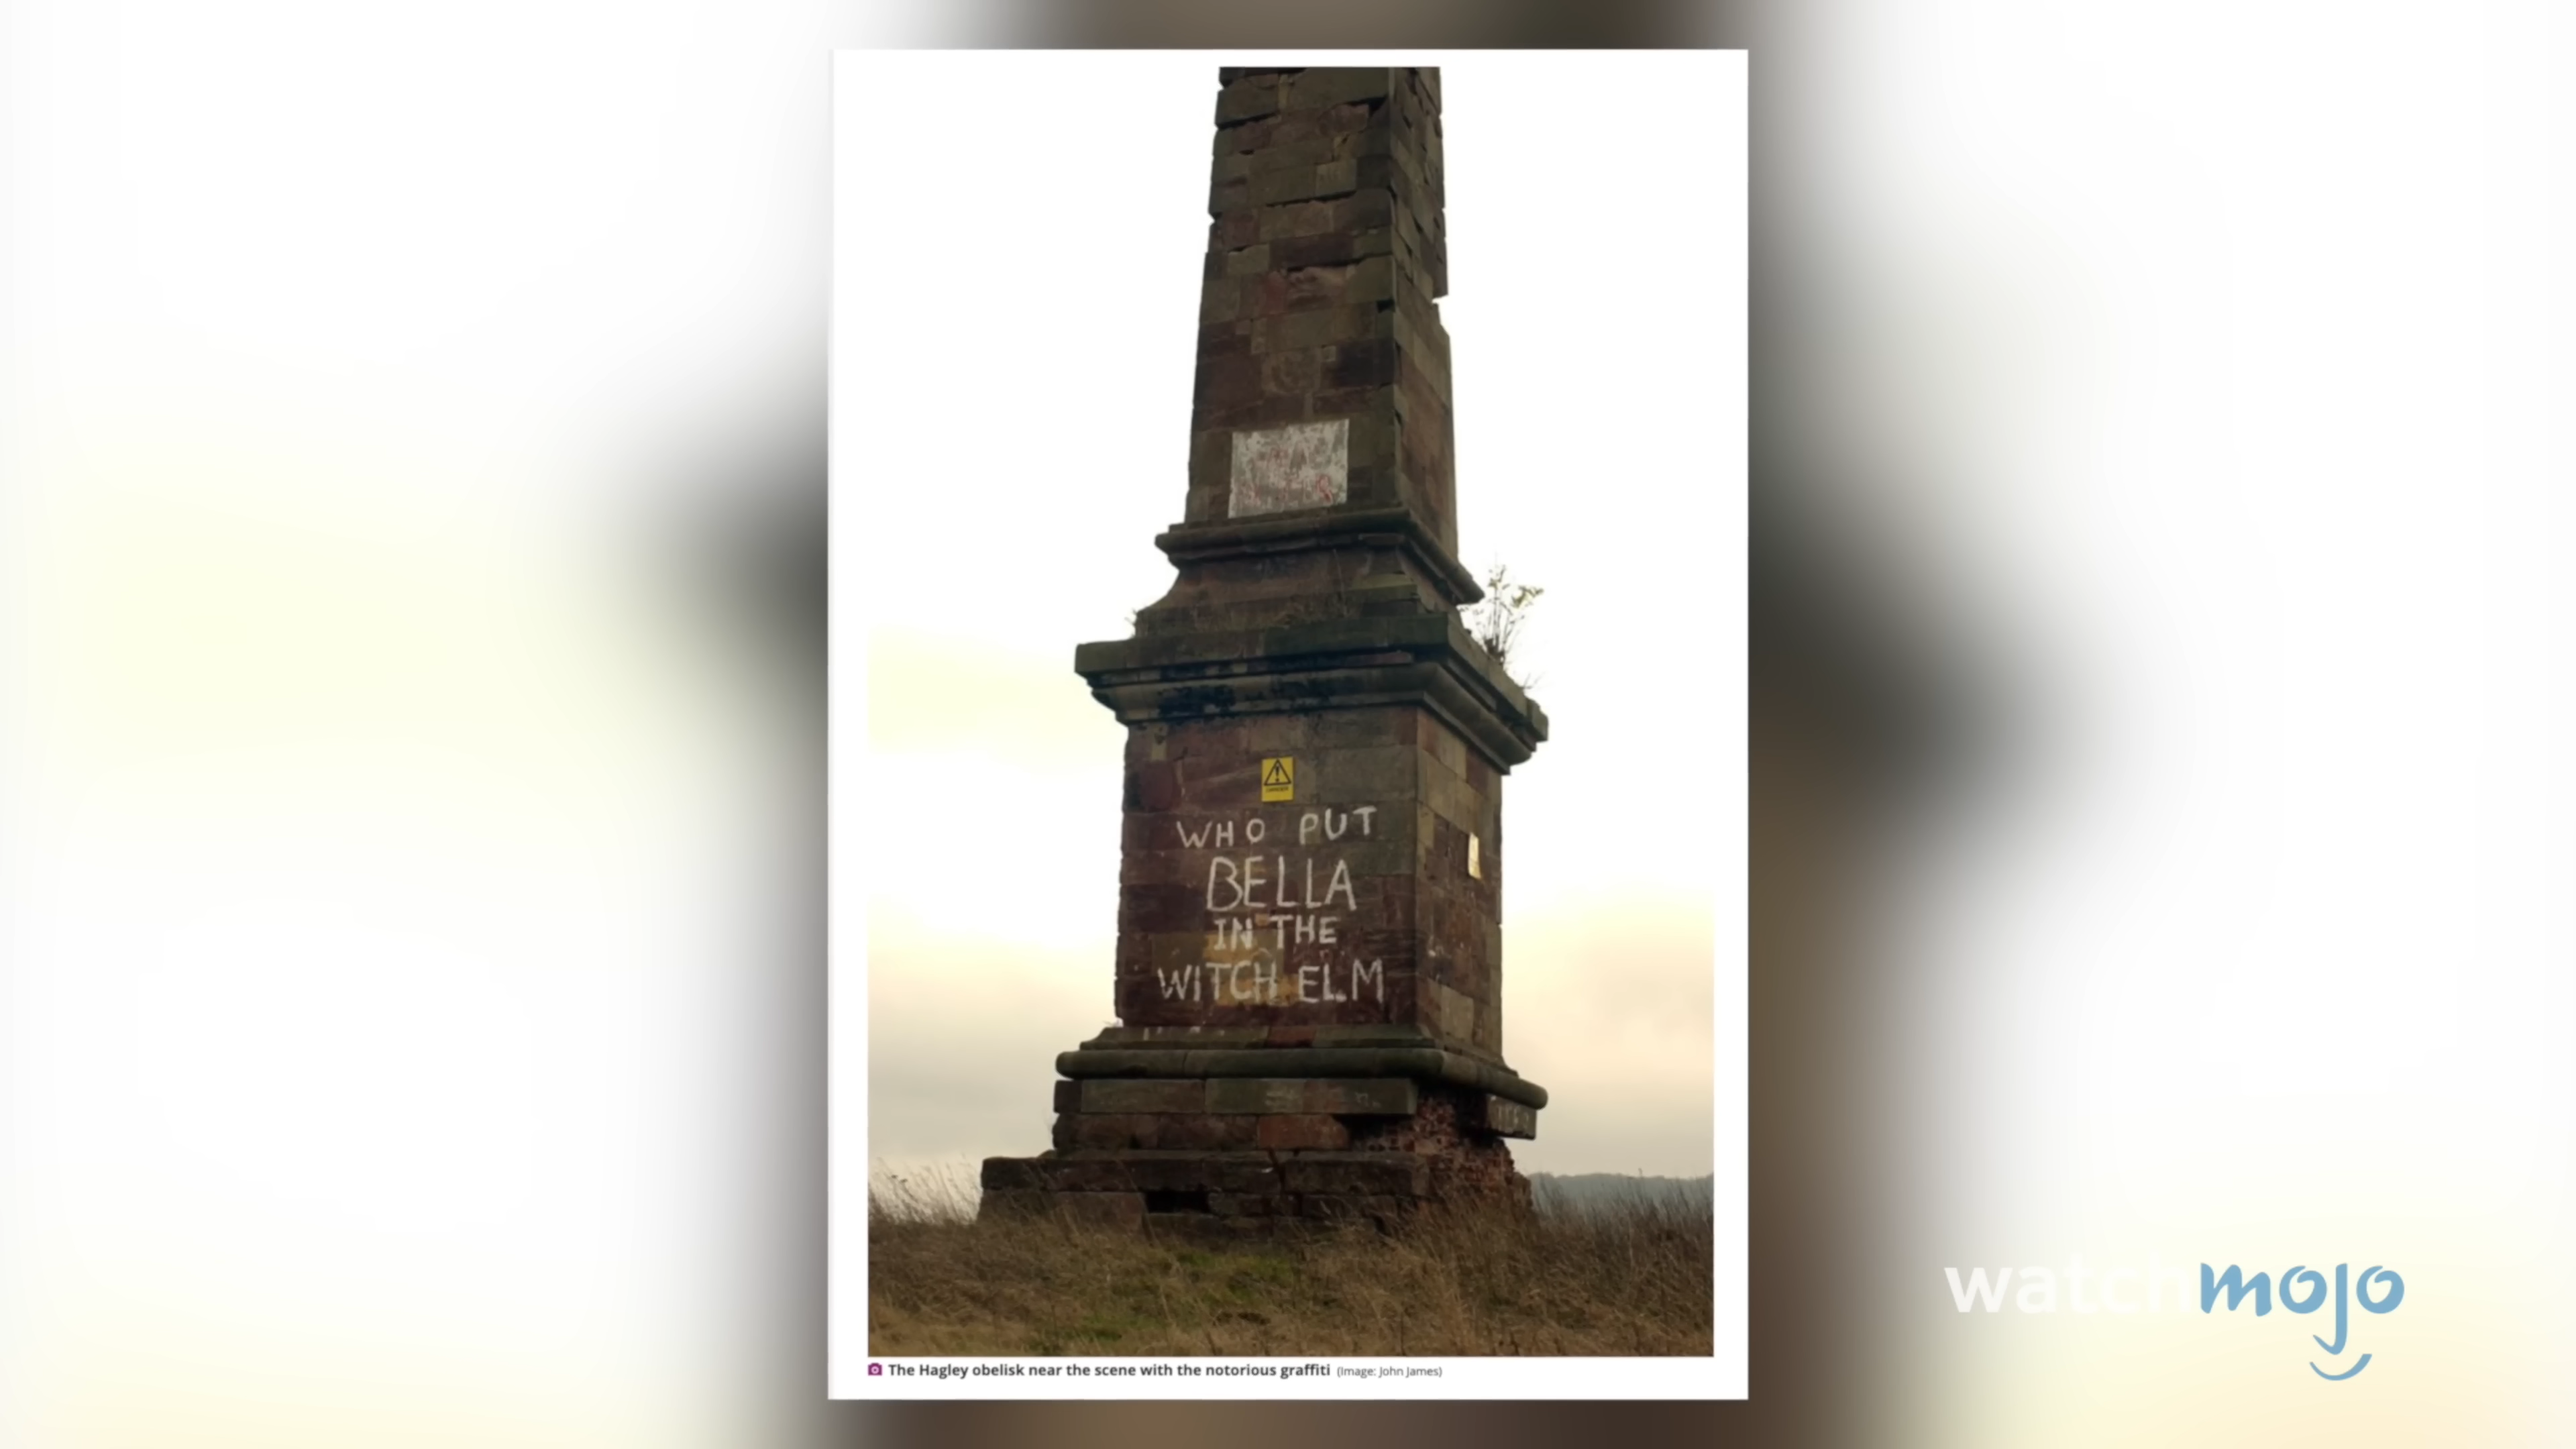 WHO PUT
BELLA
IN THE
WITCH ELM
The Hagley obelisk near the scene with the notorious graffiti (Image: John James)
watchmojo